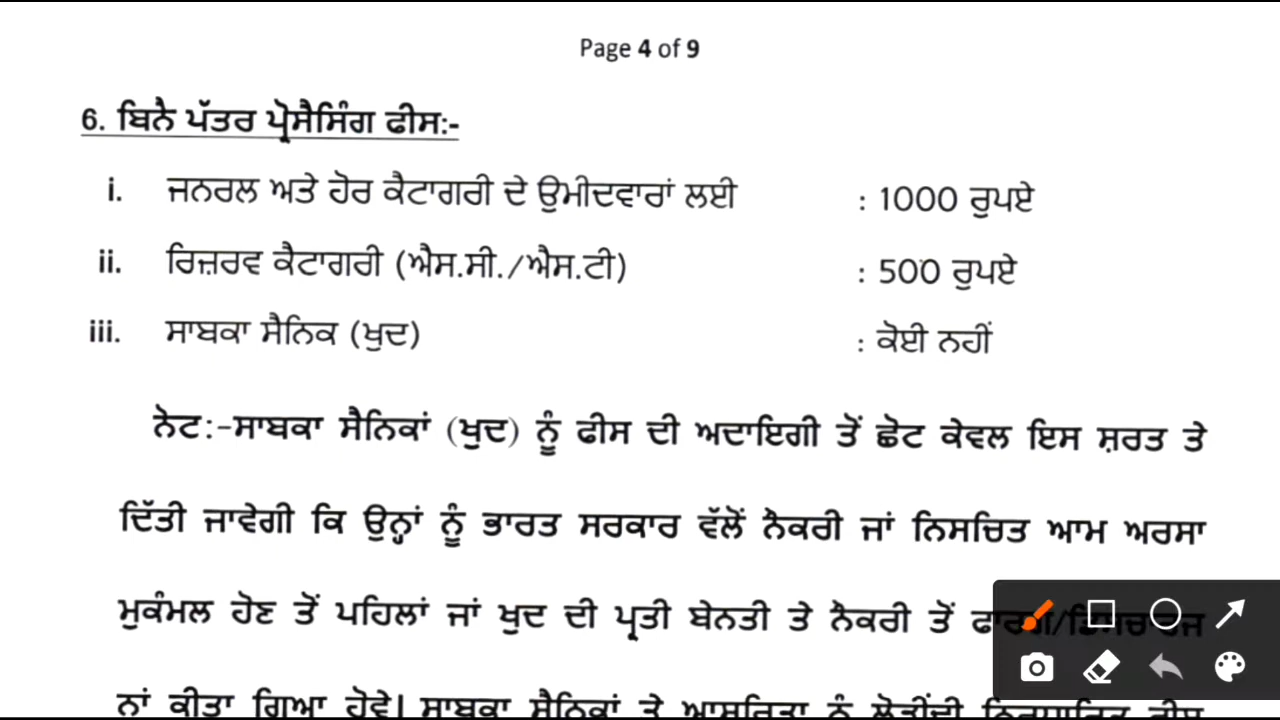 Page 4 of 9
6. ਬਿਨੈ ਪੱਤਰ ਪ੍ਰੋਸੈਸਿੰਗ ਫੀਸ:-
i. ਜਨਰਲ ਅਤੇ ਹੋਰ ਕੈਟਾਗਰੀ ਦੇ ਉਮੀਦਵਾਰਾਂ ਲਈ : 1000 ਰੁਪਏ
ii. ਰਿਜ਼ਰਵ ਕੈਟਾਗਰੀ (ਐਸ.ਸੀ./ਐਸ.ਟੀ) : 500 ਰੁਪਏ
iii. ਸਾਬਕਾ ਸੈਨਿਕ (ਖੁਦ) : ਕੋਈ ਨਹੀਂ
ਨੋਟ:-ਸਾਬਕਾ ਸੈਨਿਕਾਂ (ਖੁਦ) ਨੂੰ ਫੀਸ ਦੀ ਅਦਾਇਗੀ ਤੋਂ ਛੋਟ ਕੇਵਲ ਇਸ ਸ਼ਰਤ ਤੇ
ਦਿੱਤੀ ਜਾਵੇਗੀ ਕਿ ਉਨ੍ਹਾਂ ਨੂੰ ਭਾਰਤ ਸਰਕਾਰ ਵੱਲੋਂ ਨੌਕਰੀ ਜਾਂ ਨਿਸਚਿਤ ਆਮ ਅਰਸਾ
ਮੁਕੰਮਲ ਹੋਣ ਤੋਂ ਪਹਿਲਾਂ ਜਾਂ ਖੁਦ ਦੀ ਪ੍ਰਤੀ ਬੇਨਤੀ ਤੇ ਨੌਕਰੀ ਤੋਂ
ਨਾਂ ਕੀਤਾ ਗਿਆ ਹੋਵੇ। ਸਾਬਕਾ ਸੈਨਿਕਾਂ ਤੇ ਆਸ਼ਰਿਤਾ ਨੂੰ ਲੋੜੀਂਦੀ